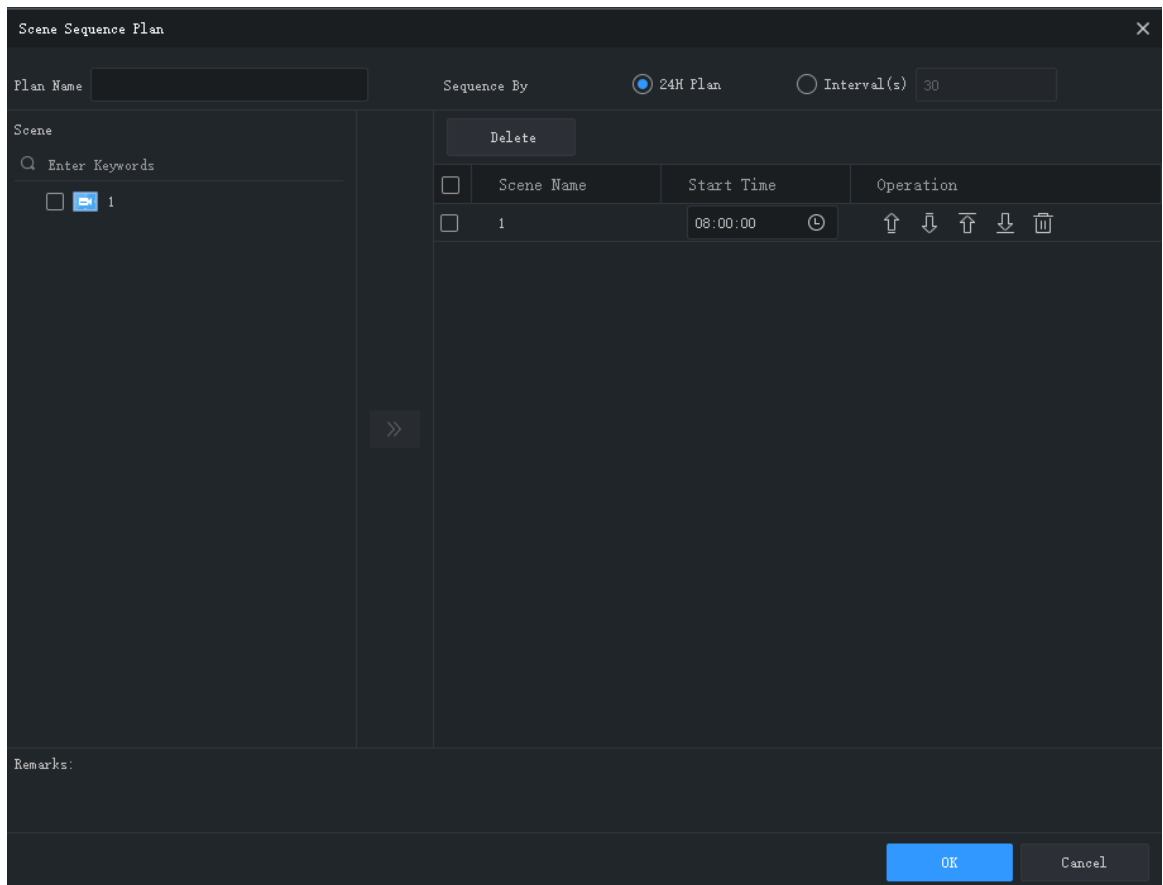 Scene Sequence Plan
Plan Name
Sequence By 24H Plan Interval(s) 30
Scene
Enter Keywords
1
Delete
Scene Name Start Time Operation
1 08:00:00
Remarks:
OK Cancel